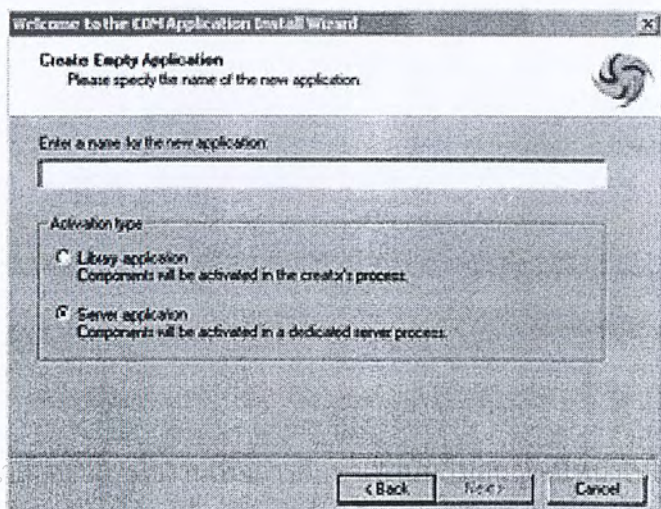 Welcome to the COM Application Install Wizard
Create Empty Application
Please specify the name of the new application.
Enter a name for the new application:
Activation type
Library application
Components will be activated in the creator's process.
Server application
Components will be activated in a dedicated server process.
< Back
Next >
Cancel